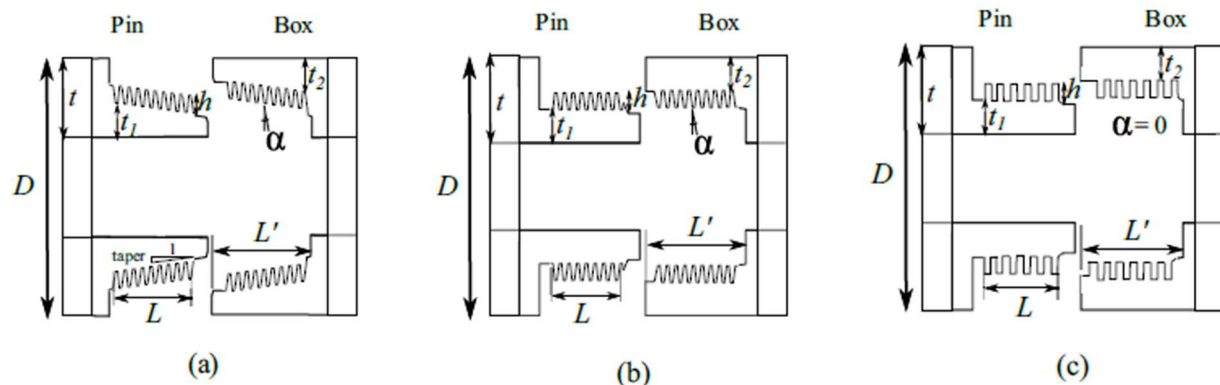 Pin Box
t
t1
h
t2
α
D
taper
1
L'
L
(a)
Pin Box
t
t1
h
t2
α
D
L'
L
(b)
Pin Box
t
t1
h
t2
α = 0
D
L'
L
(c)